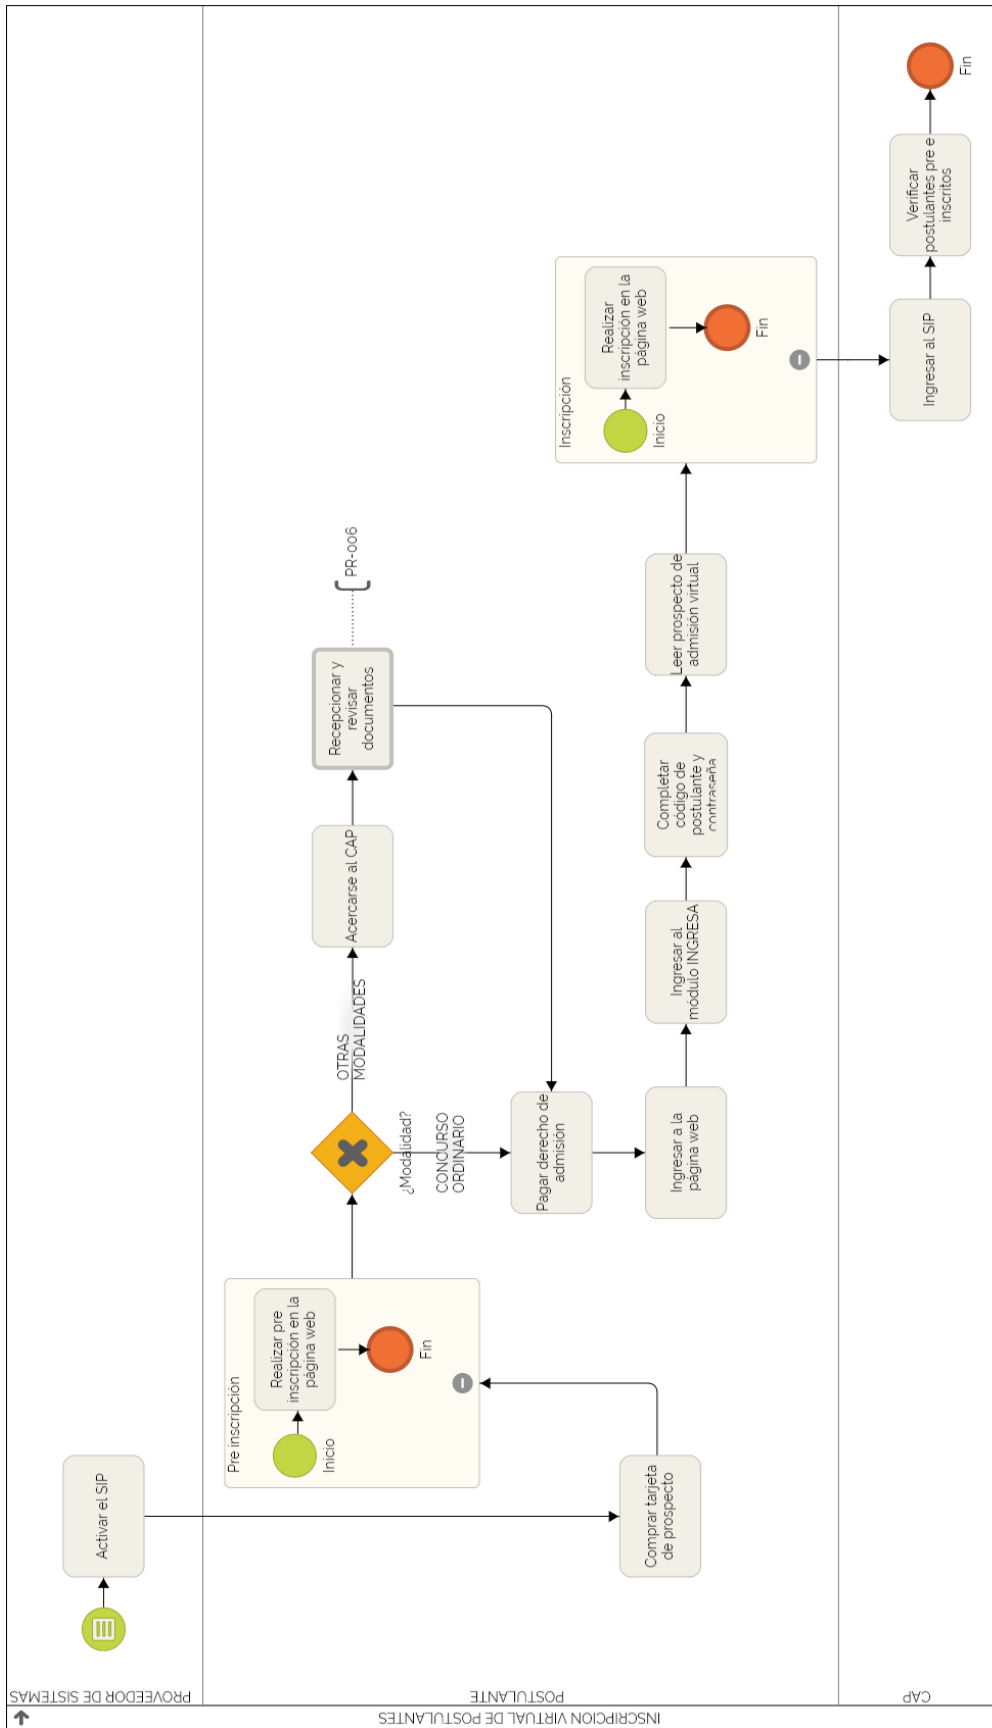 INSCRIPCION VIRTUAL DE POSTULANTES
PROVEEDOR DE SISTEMAS
Activar el SIP
POSTULANTE
Comprar tarjeta
de prospecto
Pre inscripción
Inicio
Realizar pre
inscripción en la
página web
Fin
¿Modalidad?
OTRAS
MODALIDADES
CONCURSO
ORDINARIO
Acercarse al CAP
Recepcionar y
revisar
documentos
PR-006
Pagar derecho de
admisión
Ingresar a la
página web
Ingresar al
módulo INGRESA
Completar
código de
postulante y
contraseña
Leer prospecto de
admisión virtual
Inscripción
Inicio
Realizar
inscripción en la
página web
Fin
CAP
Ingresar al SIP
Verificar
postulantes pre e
inscritos
Fin